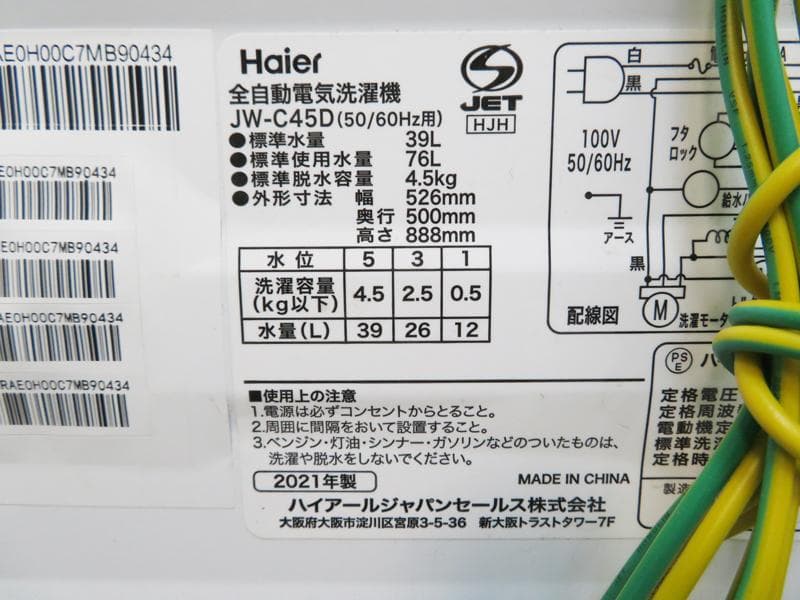 AE0H00C7MB90434
AE0H00C7MB90434
AE0H00C7MB90434
AE0H00C7MB90434
RAE0H00C7MB90434
Haier
全自動電気洗濯機
JW-C45D(50/60Hz用)
●標準水量 39L
●標準使用水量 76L
●標準脱水容量 4.5kg
●外形寸法 幅 526mm
奥行 500mm
高さ 888mm
S
JET
HJH
水位 5 3 1
洗濯容量(kg以下) 4.5 2.5 0.5
水量(L) 39 26 12
■使用上の注意
1.電源は必ずコンセントからとること。
2.周囲に間隔をおいて設置すること。
3.ベンジン・灯油・シンナー・ガソリンなどのついたものは、
洗濯や脱水をしないでください。
2021年製
MADE IN CHINA
ハイアールジャパンセールス株式会社
大阪府大阪市淀川区宮原3-5-36 新大阪トラストタワー7F
白
黒
100V
50/60Hz
フタ
ロック
給水
アース
黒
M
配線図
洗濯モータ
PSE
定格電圧
定格周波
電動機定
標準洗
定格時
製造